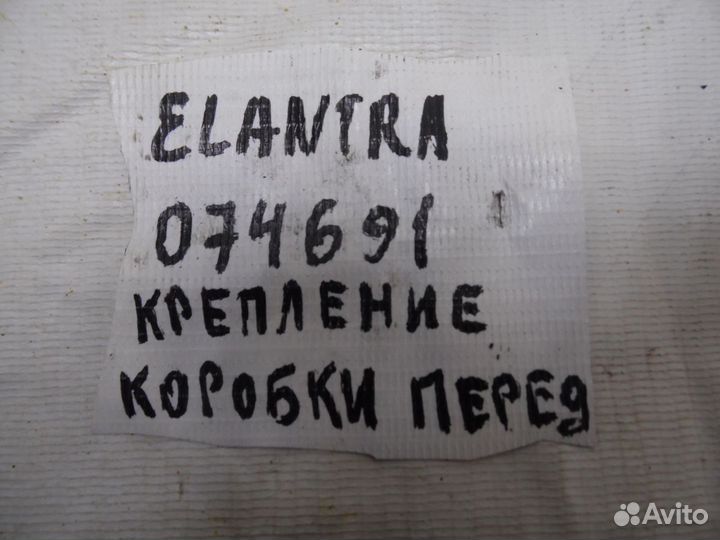 ELANTRA
074691
КРЕПЛЕНИЕ
КОРОБКИ ПЕРЕД
Avito